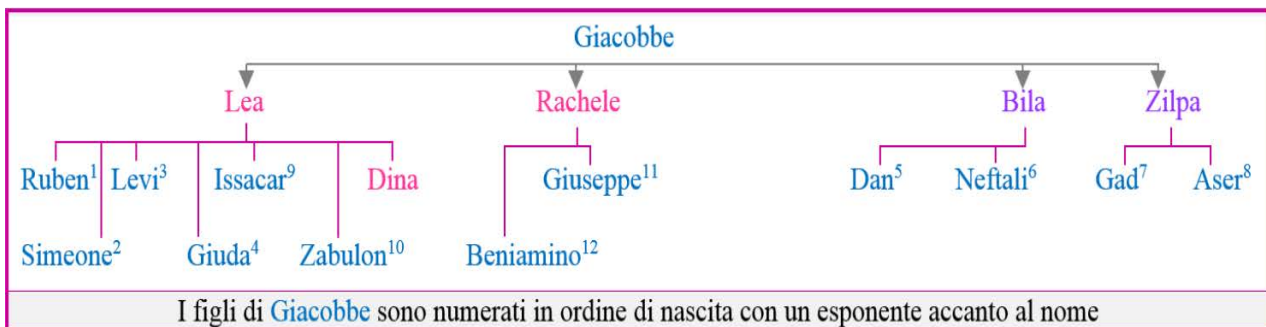 Giacobbe
Lea Rachele Bila Zilpa
Ruben¹ Levi³ Issacar⁹ Dina Giuseppe¹¹ Dan⁵ Neftali⁶ Gad⁷ Aser⁸
Simeone² Giuda⁴ Zabulon¹⁰ Beniamino¹²
I figli di Giacobbe sono numerati in ordine di nascita con un esponente accanto al nome